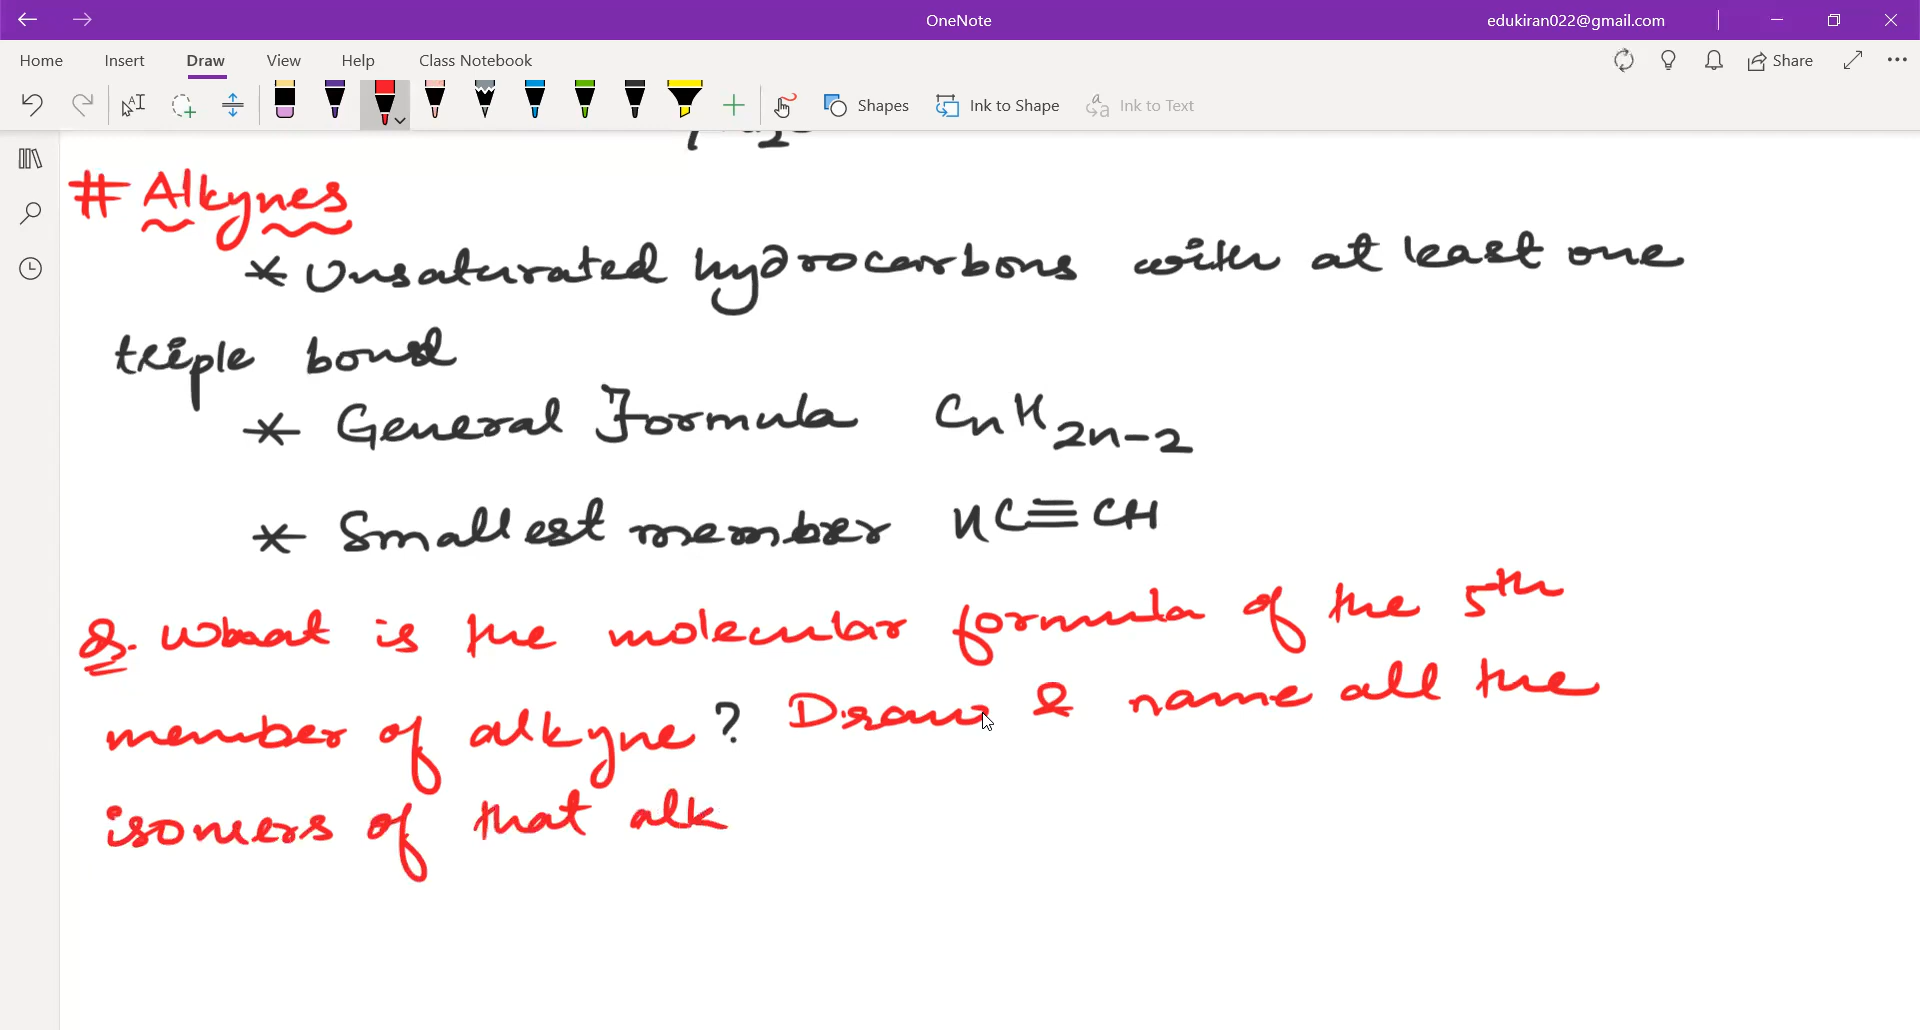 OneNote
edukiran022@gmail.com
Home Insert Draw View Help Class Notebook
Share
Shapes Ink to Shape Ink to Text
# Alkynes
* Unsaturated hydrocarbons with at least one
triple bond
* General Formula CnH2n-2
* Smallest member HC≡CH
Q. What is the molecular formula of the 5th
member of alkyne? Draw & name all the
isomers of that alk